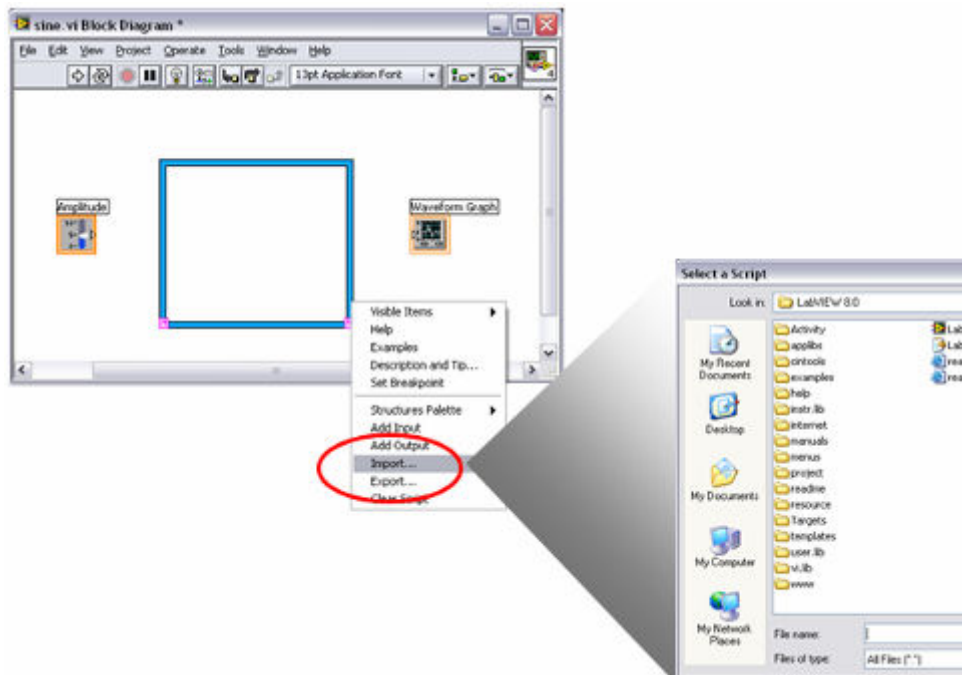 sine.vi Block Diagram *
File Edit View Project Operate Tools Window Help
13pt Application Font
Amplitude
Waveform Graph
Visible Items
Help
Examples
Description and Tip...
Set Breakpoint
Structures Palette
Add Input
Add Output
Import...
Export...
Clear Script
Select a Script
Look in: LabVIEW 8.0
My Recent
Documents
Desktop
My Documents
My Computer
My Network
Places
Activity
applibs
cintools
examples
help
instr.lib
internet
manuals
menus
project
readme
resource
Targets
templates
user.lib
vi.lib
www
Lab
Lab
rea
rea
File name:
Files of type: All Files (*.*)